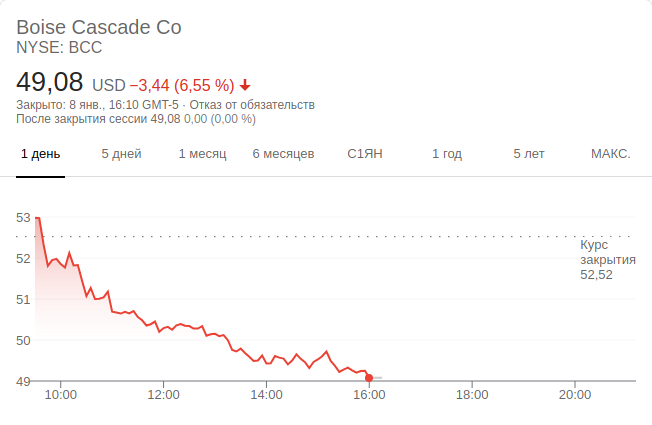 Boise Cascade Co
NYSE: BCC
49,08 USD −3,44 (6,55 %)
Закрыто: 8 янв., 16:10 GMT-5 · Отказ от обязательств
После закрытия сессии 49,08 0,00 (0,00 %)
1 день 5 дней 1 месяц 6 месяцев С1ЯН 1 год 5 лет МАКС.
53
Курс
закрытия
52,52
52
51
50
49
10:00 12:00 14:00 16:00 18:00 20:00